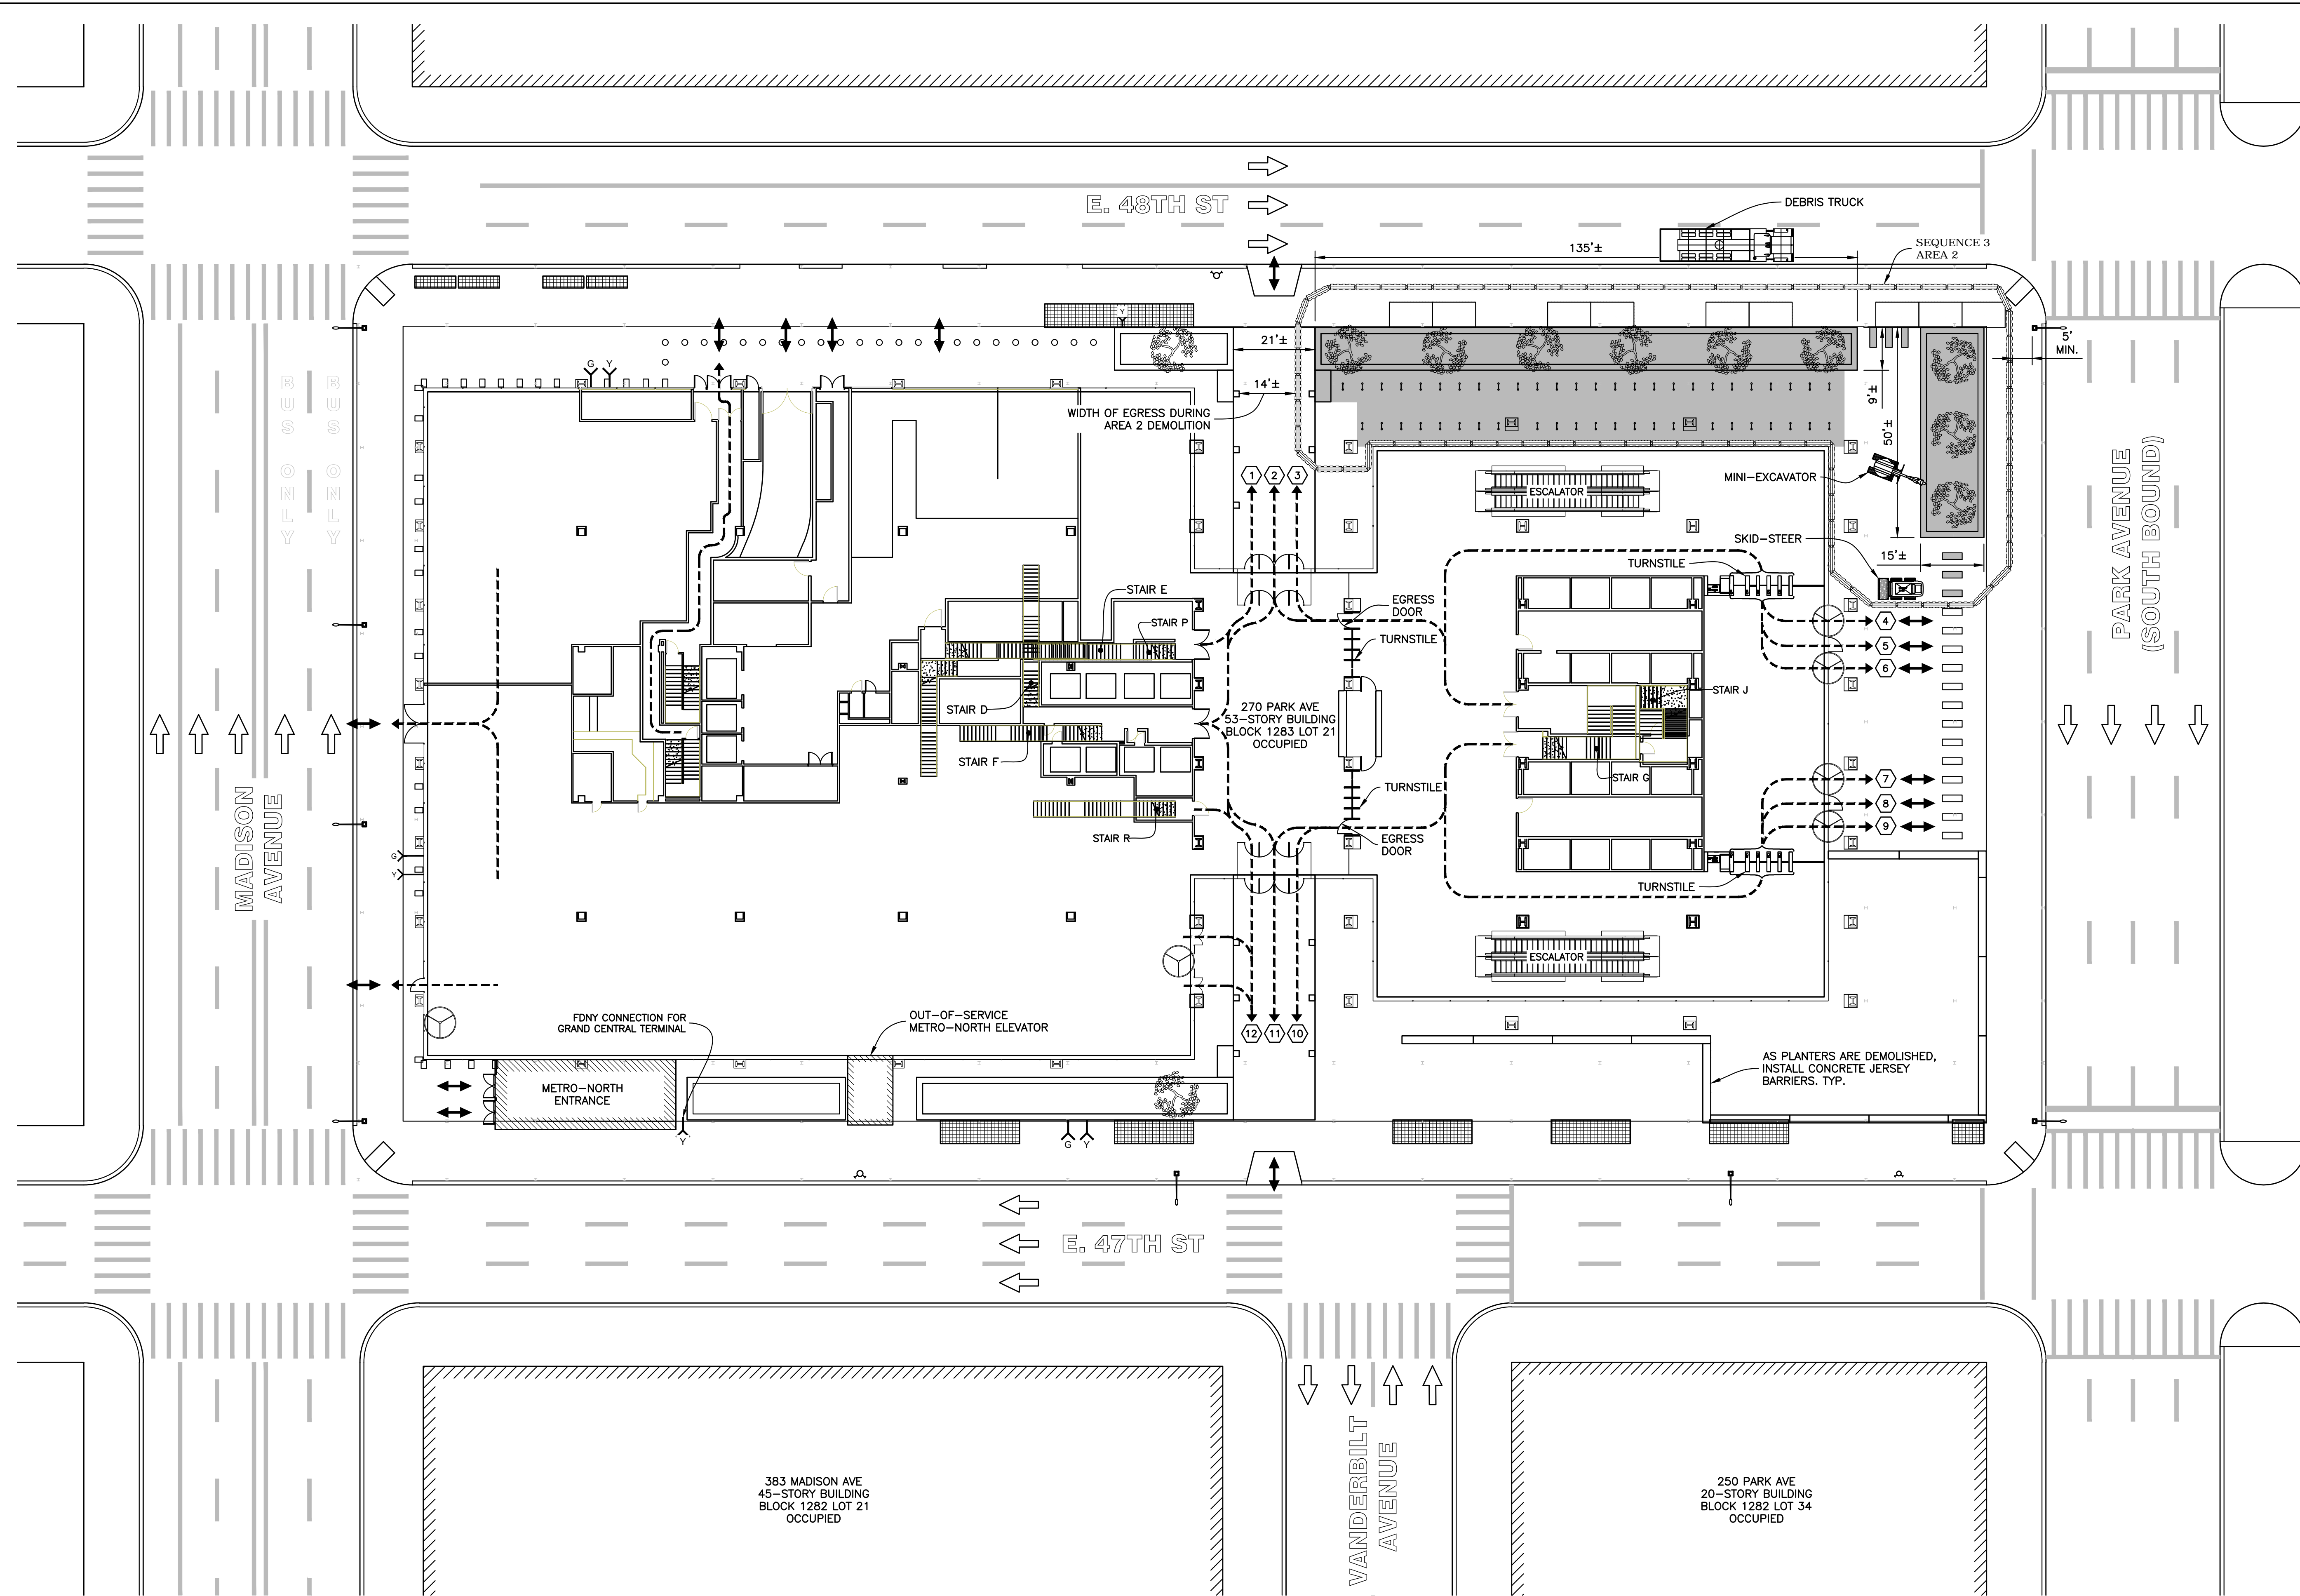 DEBRIS TRUCK
E. 48TH ST
135'±
SEQUENCE 3
AREA 2
Y
21'±
5'
MIN.
G Y
14'±
9'±
WIDTH OF EGRESS DURING
AREA 2 DEMOLITION
50'±
BUS ONLY
BUS ONLY
1 2 3
ESCALATOR
MINI-EXCAVATOR
PARK AVENUE
(SOUTH BOUND)
SKID-STEER
15'±
TURNSTILE
STAIR E
EGRESS
DOOR
STAIR P
4
TURNSTILE
5
6
STAIR D
STAIR J
270 PARK AVE
53-STORY BUILDING
BLOCK 1283 LOT 21
OCCUPIED
STAIR F
STAIR G
7
TURNSTILE
8
9
MADISON
AVENUE
STAIR R
EGRESS
DOOR
G
Y
TURNSTILE
ESCALATOR
FDNY CONNECTION FOR
GRAND CENTRAL TERMINAL
OUT-OF-SERVICE
METRO-NORTH ELEVATOR
12 11 10
AS PLANTERS ARE DEMOLISHED,
INSTALL CONCRETE JERSEY
BARRIERS. TYP.
METRO-NORTH
ENTRANCE
Y
G Y
E. 47TH ST
VANDERBILT
AVENUE
383 MADISON AVE
45-STORY BUILDING
BLOCK 1282 LOT 21
OCCUPIED
250 PARK AVE
20-STORY BUILDING
BLOCK 1282 LOT 34
OCCUPIED